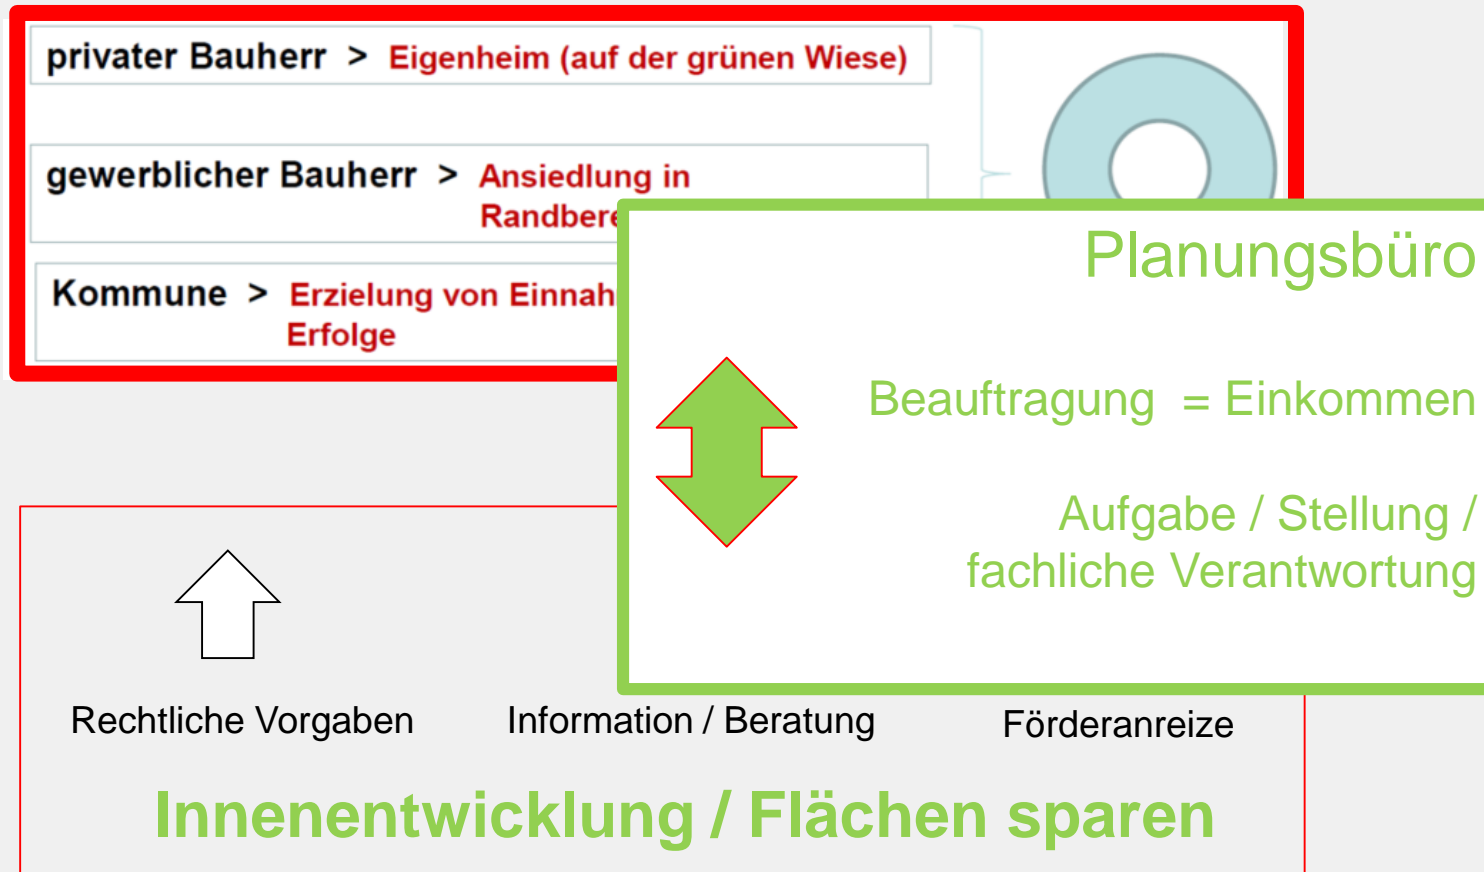 privater Bauherr > Eigenheim (auf der grünen Wiese)
gewerblicher Bauherr > Ansiedlung in
Kommune > Erzielung von
Erfolge
Planungsbüro
Beauftragung = Einkommen
Aufgabe / Stellung /
fachliche Verantwortung
Rechtliche Vorgaben
Information / Beratung
Förderanreize
Innenentwicklung / Flächen sparen